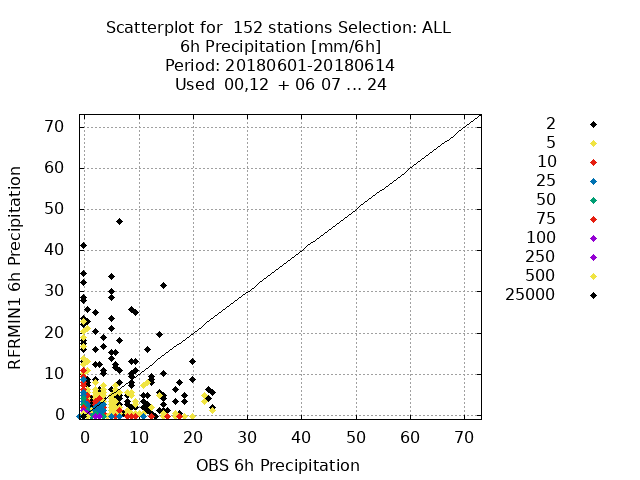 Scatterplot for  152 stations Selection: ALL
6h Precipitation [mm/6h]
Period: 20180601-20180614
Used  00,12  + 06 07 ... 24
RFRMIN1 6h Precipitation
70
60
50
40
30
20
10
0
0 10 20 30 40 50 60 70
OBS 6h Precipitation
2
5
10
25
50
75
100
250
500
25000